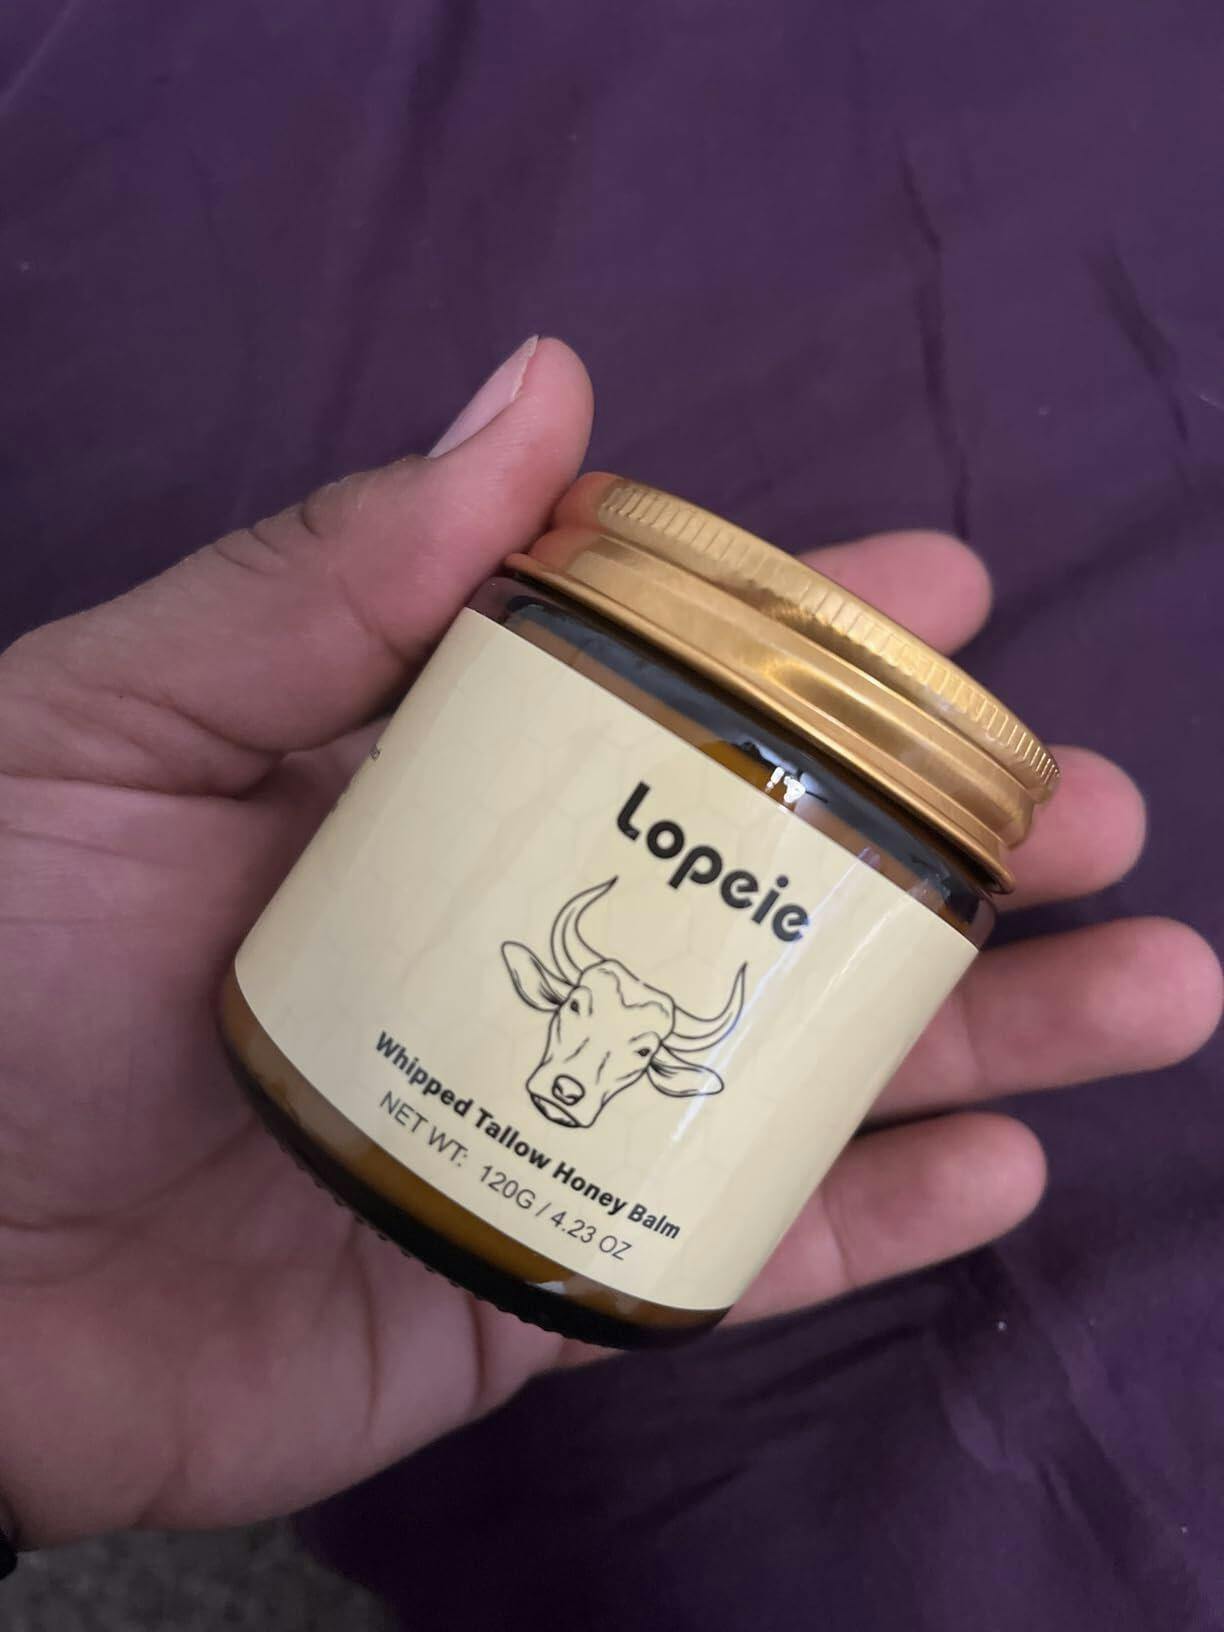 Lopeie
Whipped Tallow Honey Balm
NET WT: 120G / 4.23 OZ